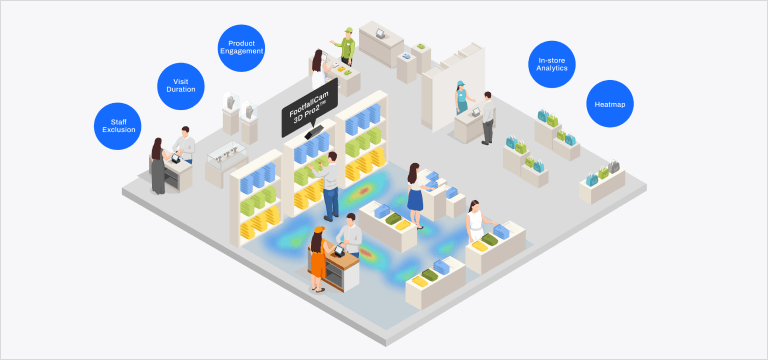 Product
Engagement
Visit
Duration
Staff
Exclusion
FootfallCam
3D Pro2™
In-store
Analytics
Heatmap